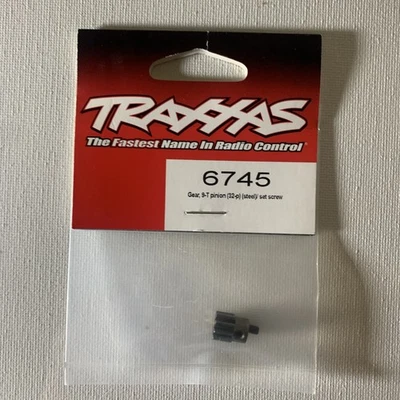 TRAXXAS
The Fastest Name In Radio Control
6745
Gear, 9-T pinion (32-p) (steel)/ set screw